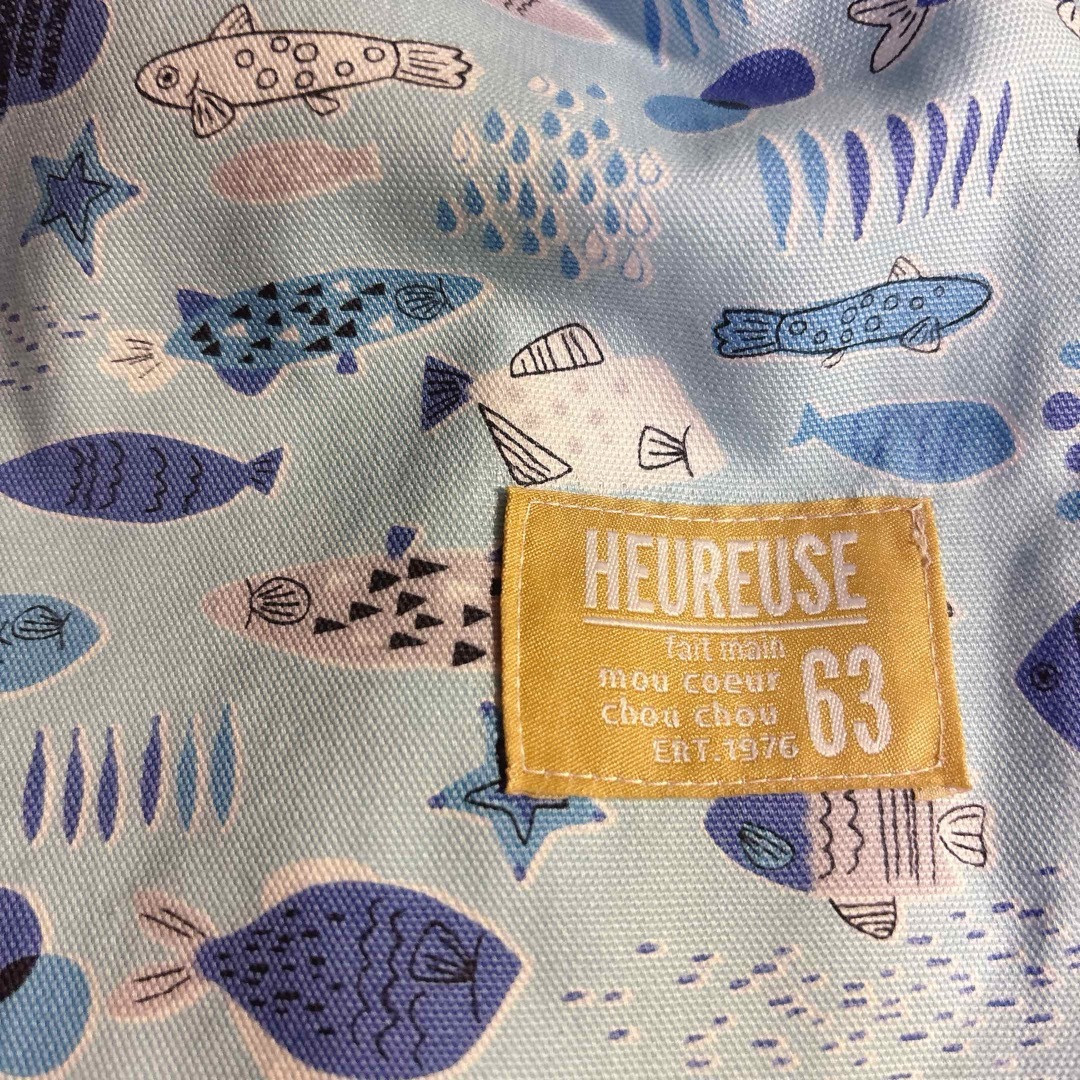 HEUREUSE
fait main
mou coeur
chou chou
63
ERT.1976